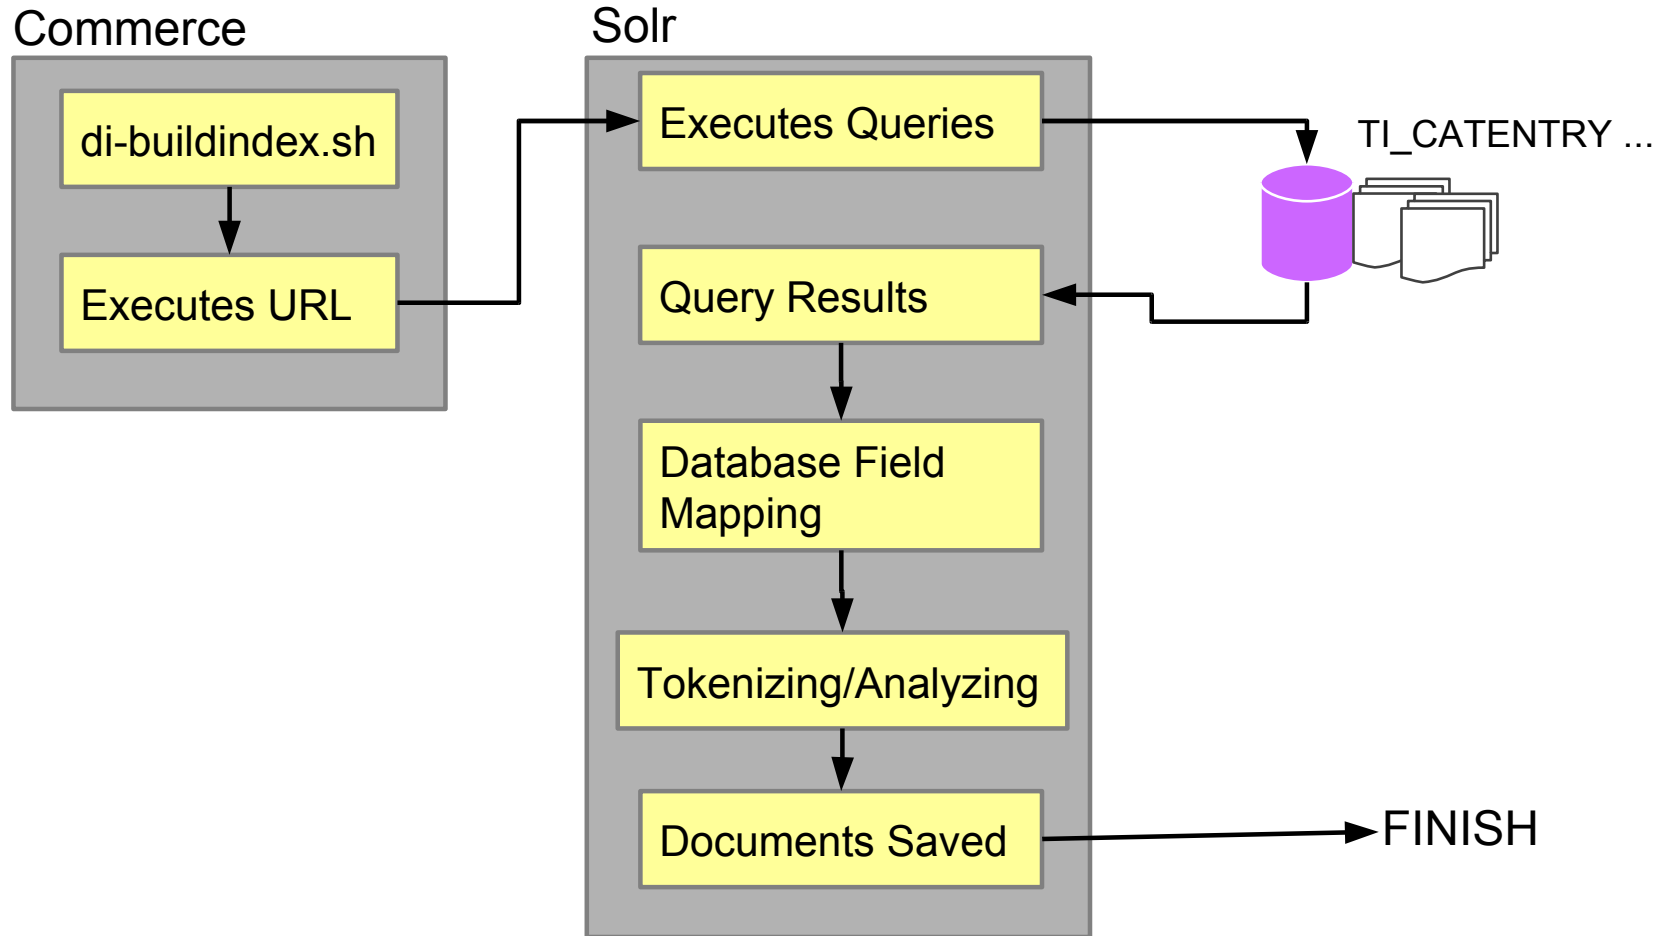 Commerce
Solr
di-buildindex.sh
Executes URL
Executes Queries
TI_CATENTRY ...
Query Results
Database Field
Mapping
Tokenizing/Analyzing
Documents Saved
FINISH